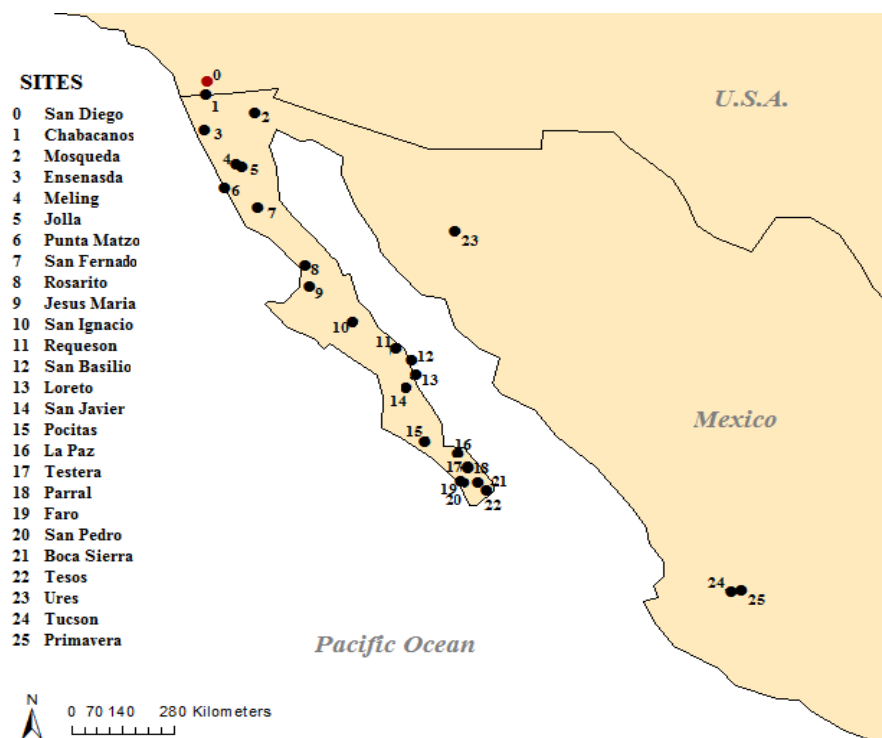 SITES
0 San Diego
1 Chabacanos
2 Mosqueda
3 Ensenasda
4 Meling
5 Jolla
6 Punta Matzo
7 San Fernado
8 Rosarito
9 Jesus Maria
10 San Ignacio
11 Requeson
12 San Basilio
13 Loreto
14 San Javier
15 Pocitas
16 La Paz
17 Testera
18 Parral
19 Faro
20 San Pedro
21 Boca Sierra
22 Tesos
23 Ures
24 Tucson
25 Primavera
0
1
2
3
4
5
6
7
8
9
10
11
12
13
14
15
16
17
18
19
20
21
22
23
24
25
U.S.A.
Mexico
Pacific Ocean
N
0 70 140 280 Kilometers